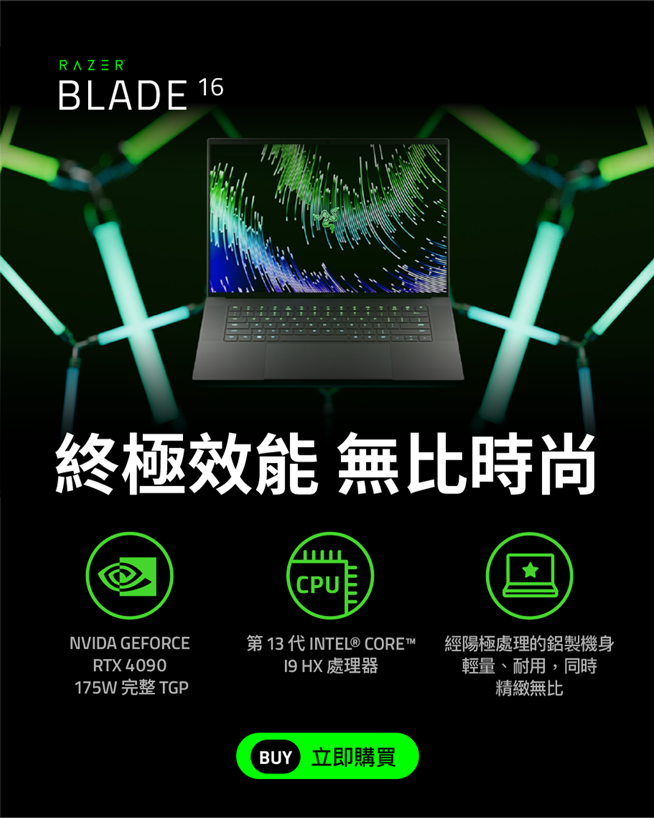 RAZER
BLADE 16
終極效能 無比時尚
CPU
NVIDA GEFORCE
RTX 4090
175W 完整 TGP
第 13 代 INTEL® CORE™
I9 HX 處理器
經陽極處理的鋁製機身
輕量、耐用，同時
精緻無比
BUY 立即購買